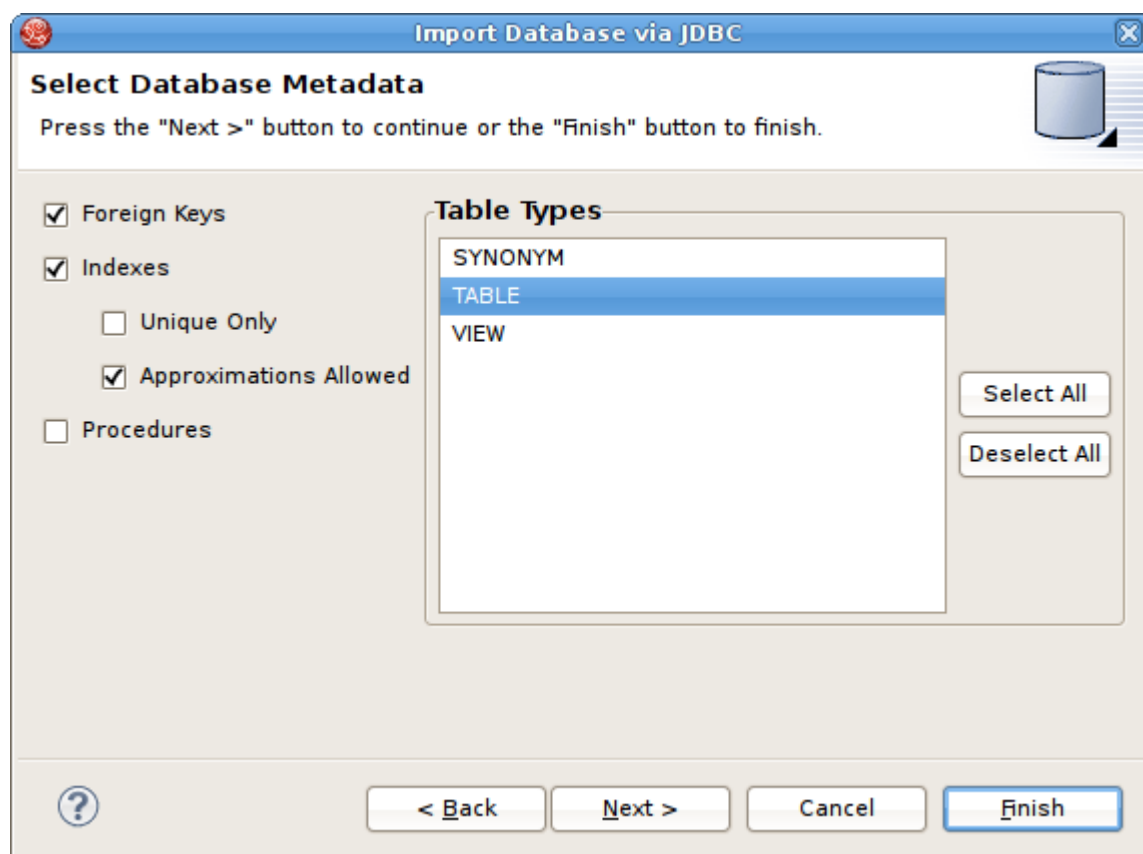 Import Database via JDBC
Select Database Metadata
Press the "Next >" button to continue or the "Finish" button to finish.
Foreign Keys
Indexes
Unique Only
Approximations Allowed
Procedures
Table Types
SYNONYM
TABLE
VIEW
Select All
Deselect All
?
< Back
Next >
Cancel
Finish